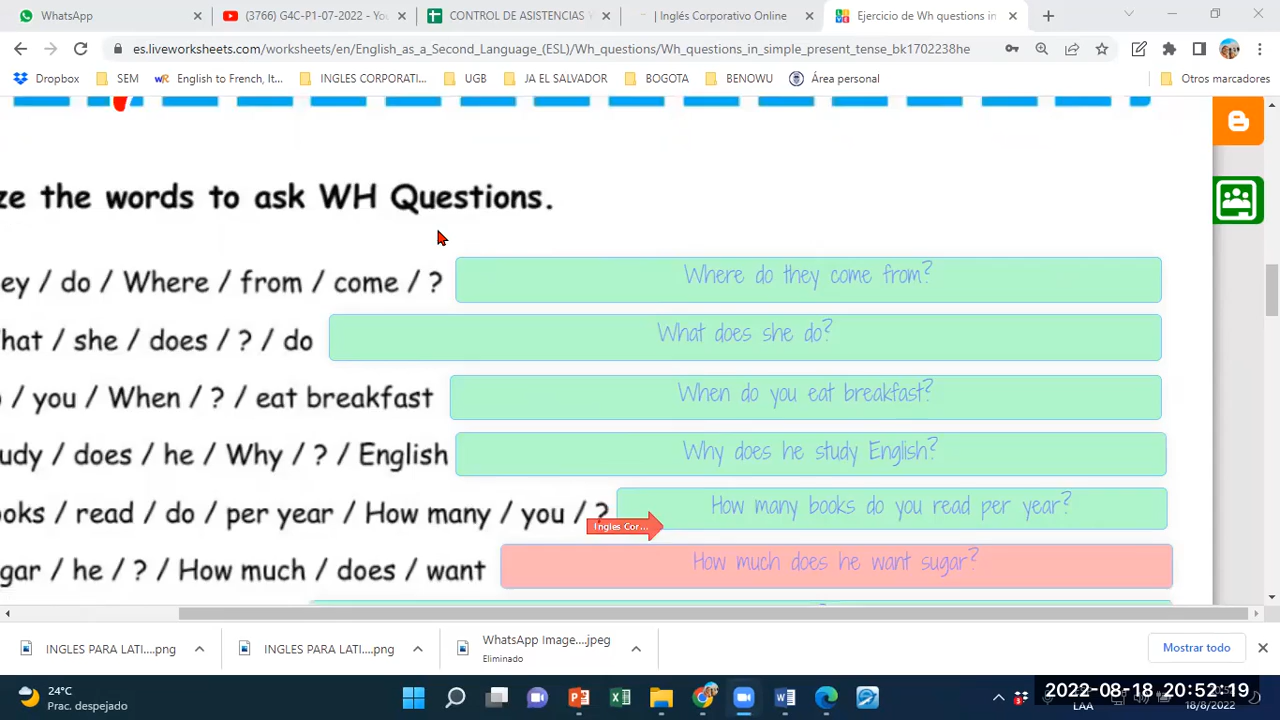 WhatsApp
(3766) G4C-P1-07-2022 - Yo
CONTROL DE ASISTENCIAS Y
| Inglés Corporativo Online
Ejercicio de Wh questions in
es.liveworksheets.com/worksheets/en/English_as_a_Second_Language_(ESL)/Wh_questions/Wh_questions_in_simple_present_tense_bk1702238he
Dropbox
SEM
English to French, It...
INGLES CORPORATI...
UGB
JA EL SALVADOR
BOGOTA
BENOWU
Área personal
Otros marcadores
ze the words to ask WH Questions.
ey / do / Where / from / come / ?
Where do they come from?
hat / she / does / ? / do
What does she do?
/ you / When / ? / eat breakfast
When do you eat breakfast?
udy / does / he / Why / ? / English
Why does he study English?
ooks / read / do / per year / How many / you / ?
How many books do you read per year?
Ingles Cor...
gar / he / ? / How much / does / want
How much does he want sugar?
INGLES PARA LATI....png
INGLES PARA LATI....png
WhatsApp Image....jpeg
Eliminado
Mostrar todo
24°C
Prac. despejado
2022-08-18 20:52:19
LAA
18/8/2022